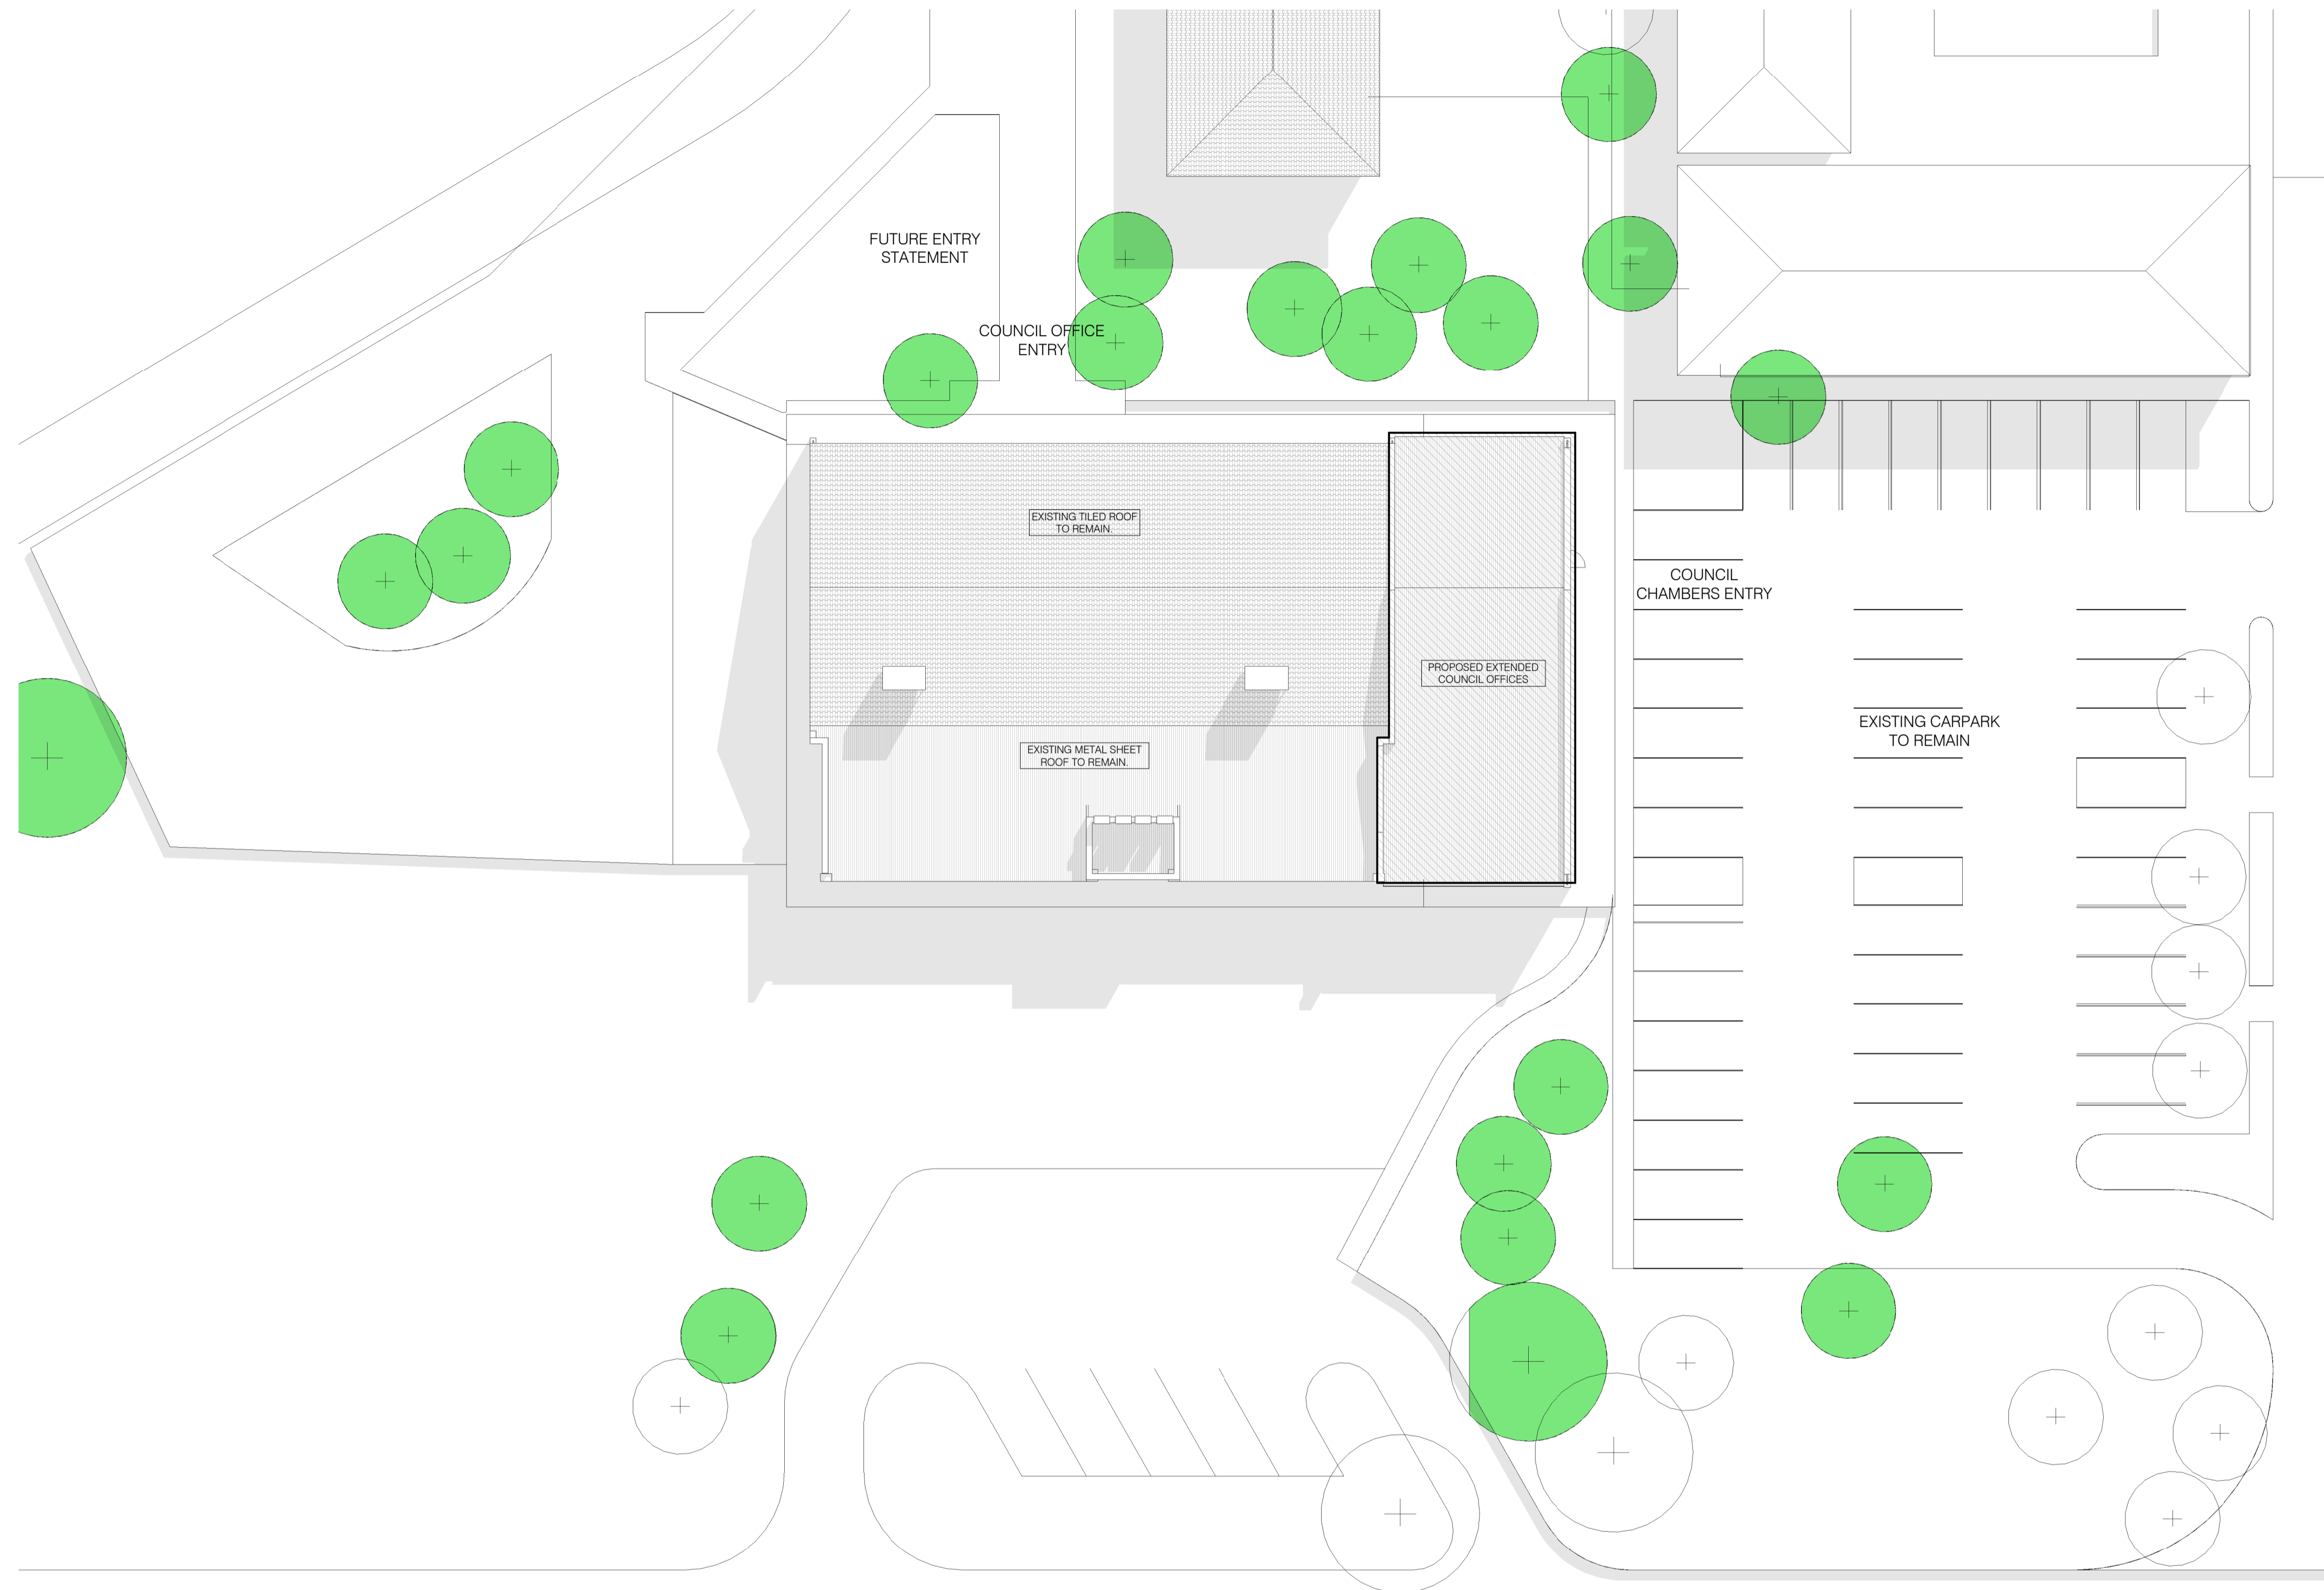 FUTURE ENTRY
STATEMENT
COUNCIL OFFICE
ENTRY
EXISTING TILED ROOF
TO REMAIN.
COUNCIL
CHAMBERS ENTRY
PROPOSED EXTENDED
COUNCIL OFFICES
EXISTING CARPARK
TO REMAIN
EXISTING METAL SHEET
ROOF TO REMAIN.